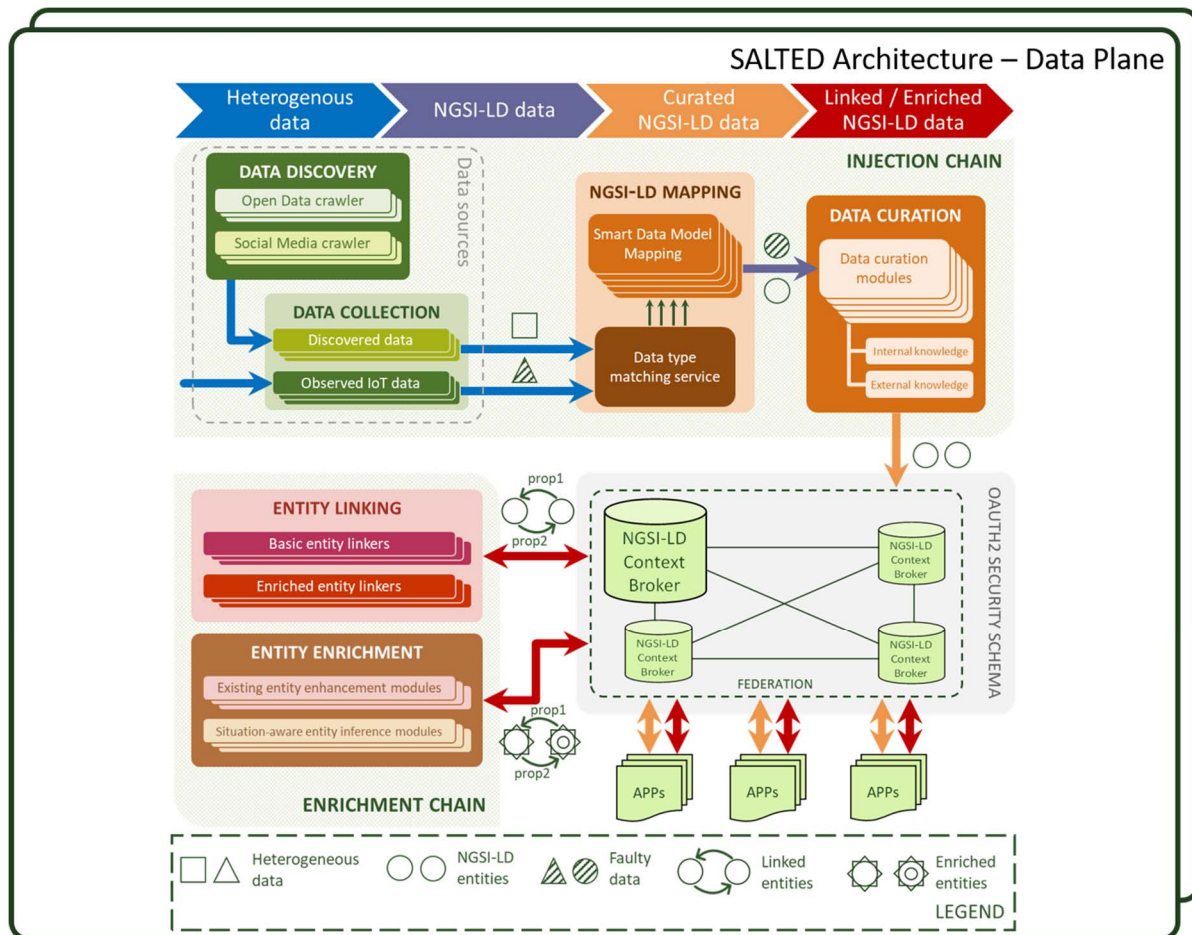 SALTED Architecture – Data Plane
Heterogenous
data
NGSI-LD data
Curated
NGSI-LD data
Linked / Enriched
NGSI-LD data
INJECTION CHAIN
DATA DISCOVERY
Open Data crawler
Social Media crawler
Data sources
DATA COLLECTION
Discovered data
Observed IoT data
NGSI-LD MAPPING
Smart Data Model
Mapping
Data type
matching service
DATA CURATION
Data curation
modules
Internal knowledge
External knowledge
ENTITY LINKING
Basic entity linkers
Enriched entity linkers
prop1
prop2
ENTITY ENRICHMENT
Existing entity enhancement modules
Situation-aware entity inference modules
prop1
prop2
ENRICHMENT CHAIN
NGSI-LD
Context
Broker
NGSI-LD
Context
Broker
NGSI-LD
Context
Broker
NGSI-LD
Context
Broker
FEDERATION
OAUTH2 SECURITY SCHEMA
APPs
APPs
APPs
Heterogeneous
data
NGSI-LD
entities
Faulty
data
Linked
entities
Enriched
entities
LEGEND